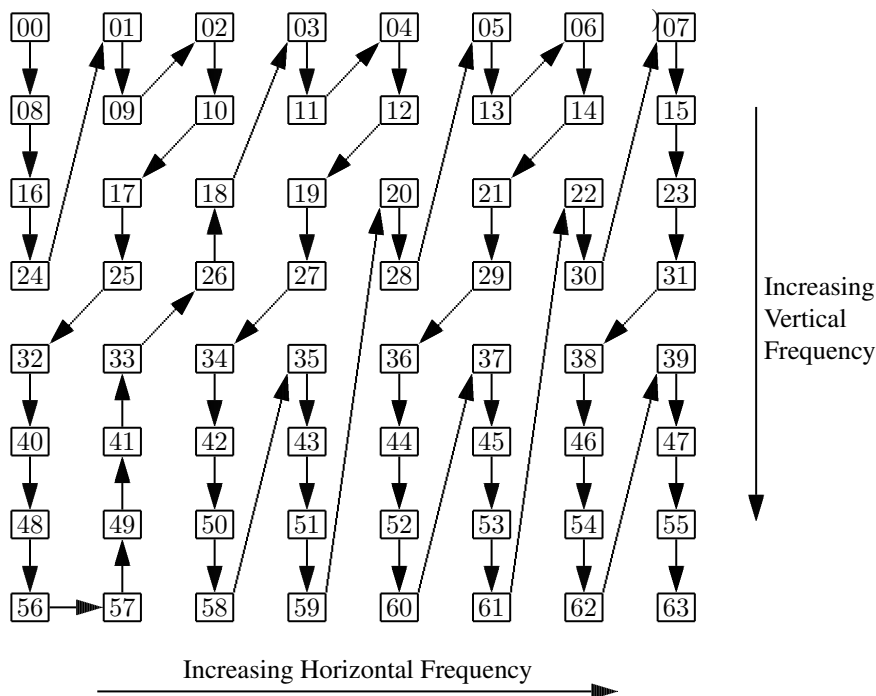 00 01 02 03 04 05 06 ) 07
08 09 10 11 12 13 14 15
16 17 18 19 20 21 22 23
24 25 26 27 28 29 30 31
Increasing
Vertical
Frequency
32 33 34 35 36 37 38 39
40 41 42 43 44 45 46 47
48 49 50 51 52 53 54 55
56 57 58 59 60 61 62 63
Increasing Horizontal Frequency